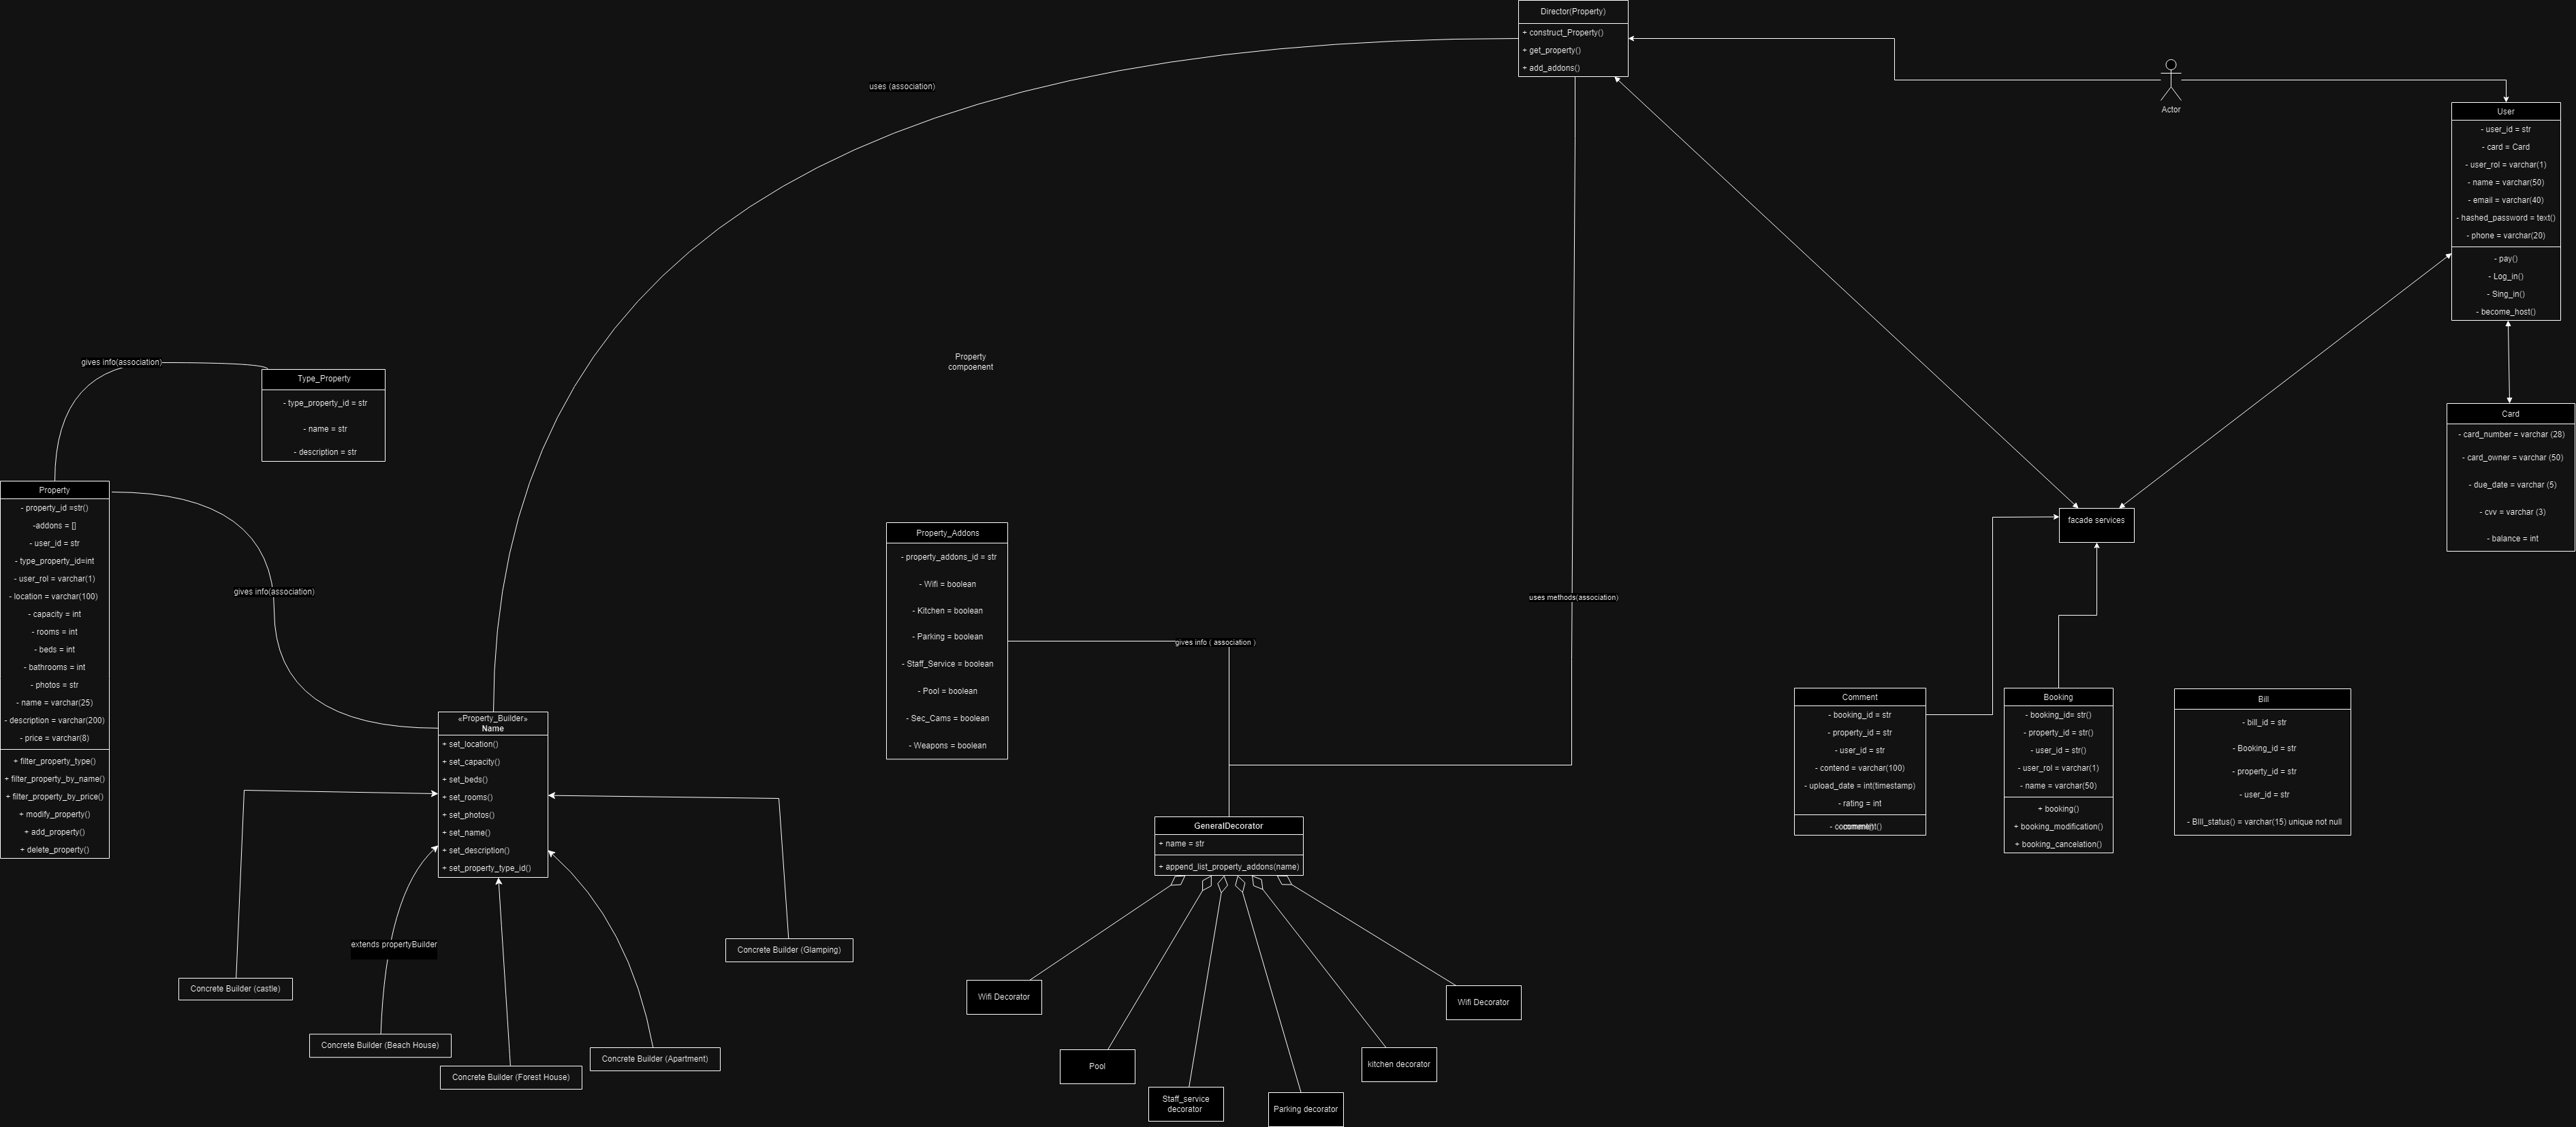 Director(Property)
+ construct_Property()
+ get_property()
+ add_addons()
uses (association)
Actor
User
- user_id = str
- card = Card
- user_rol = varchar(1)
- name = varchar(50)
- email = varchar(40)
- hashed_password = text()
- phone = varchar(20)
- pay()
- Log_in()
- Sing_in()
- become_host()
gives info(association)
Type_Property
- type_property_id = str
- name = str
- description = str
Property
compoenent
Card
- card_number = varchar (28)
- card_owner = varchar (50)
- due_date = varchar (5)
- cvv = varchar (3)
- balance = int
Property
- property_id =str()
-addons = []
- user_id = str
- type_property_id=int
- user_rol = varchar(1)
- location = varchar(100)
- capacity = int
- rooms = int
- beds = int
- bathrooms = int
- photos = str
- name = varchar(25)
- description = varchar(200)
- price = varchar(8)
+ filter_property_type()
+ filter_property_by_name()
+ filter_property_by_price()
+ modify_property()
+ add_property()
+ delete_property()
gives info(association)
facade services
Property_Addons
- property_addons_id = str
- Wifi = boolean
- Kitchen = boolean
- Parking = boolean
- Staff_Service = boolean
- Pool = boolean
- Sec_Cams = boolean
- Weapons = boolean
gives info ( association )
uses methods(association)
«Property_Builder»
Name
+ set_location()
+ set_capacity()
+ set_beds()
+ set_rooms()
+ set_photos()
+ set_name()
+ set_description()
+ set_property_type_id()
Comment
- booking_id = str
- property_id = str
- user_id = str
- contend = varchar(100)
- upload_date = int(timestamp)
- rating = int
Booking
- booking_id= str()
- property_id = str()
- user_id = str()
- user_rol = varchar(1)
- name = varchar(50)
+ booking()
+ booking_modification()
+ booking_cancelation()
Bill
- bill_id = str
- Booking_id = str
- property_id = str
- user_id = str
- BIll_status() = varchar(15) unique not null
GeneralDecorator
+ name = str
+ append_list_property_addons(name)
extends propertyBuilder
Concrete Builder (Glamping)
Concrete Builder (castle)
Concrete Builder (Beach House)
Concrete Builder (Apartment)
Concrete Builder (Forest House)
Wifi Decorator
Wifi Decorator
Pool
kitchen decorator
Staff_service
decorator
Parking decorator